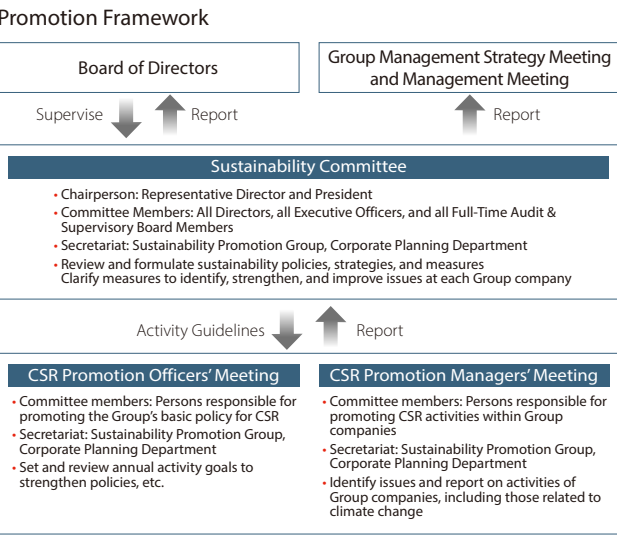 Promotion Framework
Board of Directors
Group Management Strategy Meeting
and Management Meeting
Supervise
Report
Report
Sustainability Committee
• Chairperson: Representative Director and President
• Committee Members: All Directors, all Executive Officers, and all Full-Time Audit &
Supervisory Board Members
• Secretariat: Sustainability Promotion Group, Corporate Planning Department
• Review and formulate sustainability policies, strategies, and measures
Clarify measures to identify, strengthen, and improve issues at each Group company
Activity Guidelines
Report
CSR Promotion Officers' Meeting
• Committee members: Persons responsible for
promoting the Group's basic policy for CSR
• Secretariat: Sustainability Promotion Group,
Corporate Planning Department
• Set and review annual activity goals to
strengthen policies, etc.
CSR Promotion Managers' Meeting
• Committee members: Persons responsible for
promoting CSR activities within Group
companies
• Secretariat: Sustainability Promotion Group,
Corporate Planning Department
• Identify issues and report on activities of
Group companies, including those related to
climate change